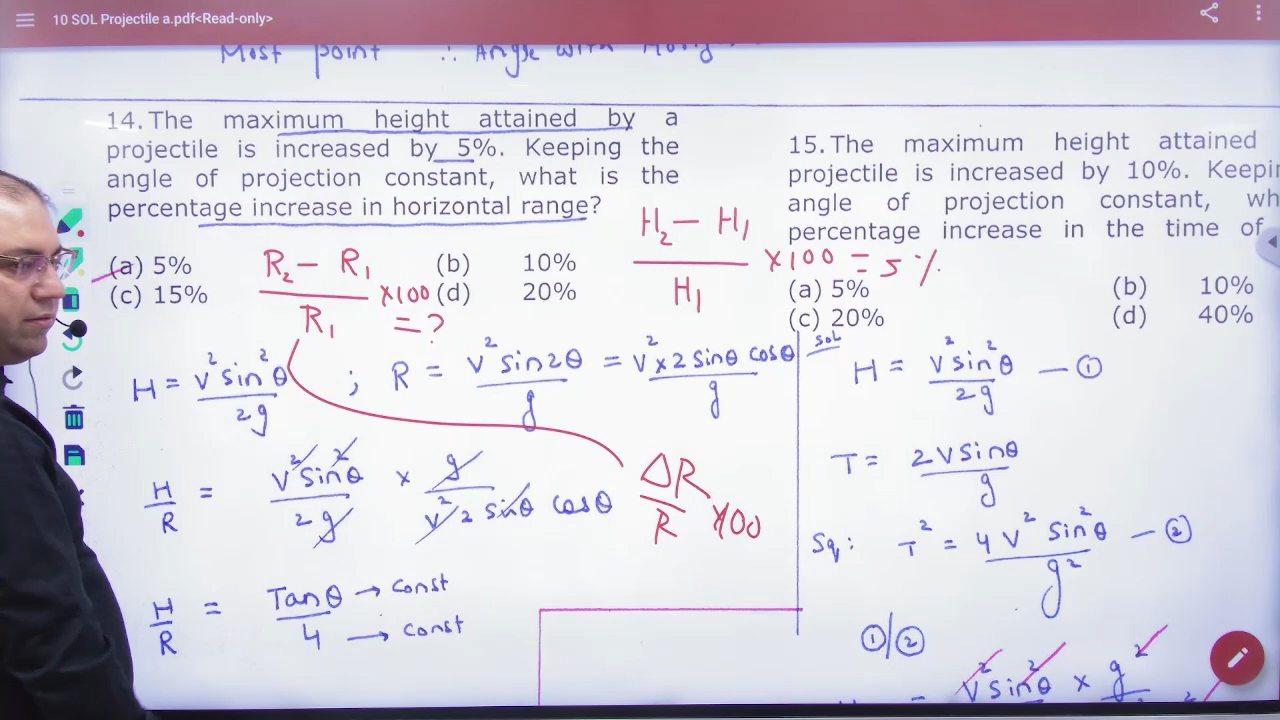 10 SOL Projectile a.pdf<Read-only>
Most point ∴ Angle with
14. The maximum height attained by a
projectile is increased by 5%. Keeping the
angle of projection constant, what is the
percentage increase in horizontal range?
(a) 5% (b) 10%
(c) 15% (d) 20%
R₂ − R₁ / R₁ ×100 = ?
H₂ − H₁ / H₁ ×100 = 5%
H = v² sin²θ / 2g ; R = v² sin2θ / g = v² × 2 sinθ cosθ / g
H/R = v² sin²θ / 2g × g / v² 2 sinθ cosθ
ΔR / R ×100
H/R = Tanθ → const / 4 → const
15. The maximum height attained
projectile is increased by 10%. Keepin
angle of projection constant, wh
percentage increase in the time of
(a) 5% (b) 10%
(c) 20% (d) 40%
Sol
H = v² sin²θ / 2g — ①
T = 2v sinθ / g
Sq: T² = 4v² sin²θ / g² — ②
①/②
v² sin²θ × g²